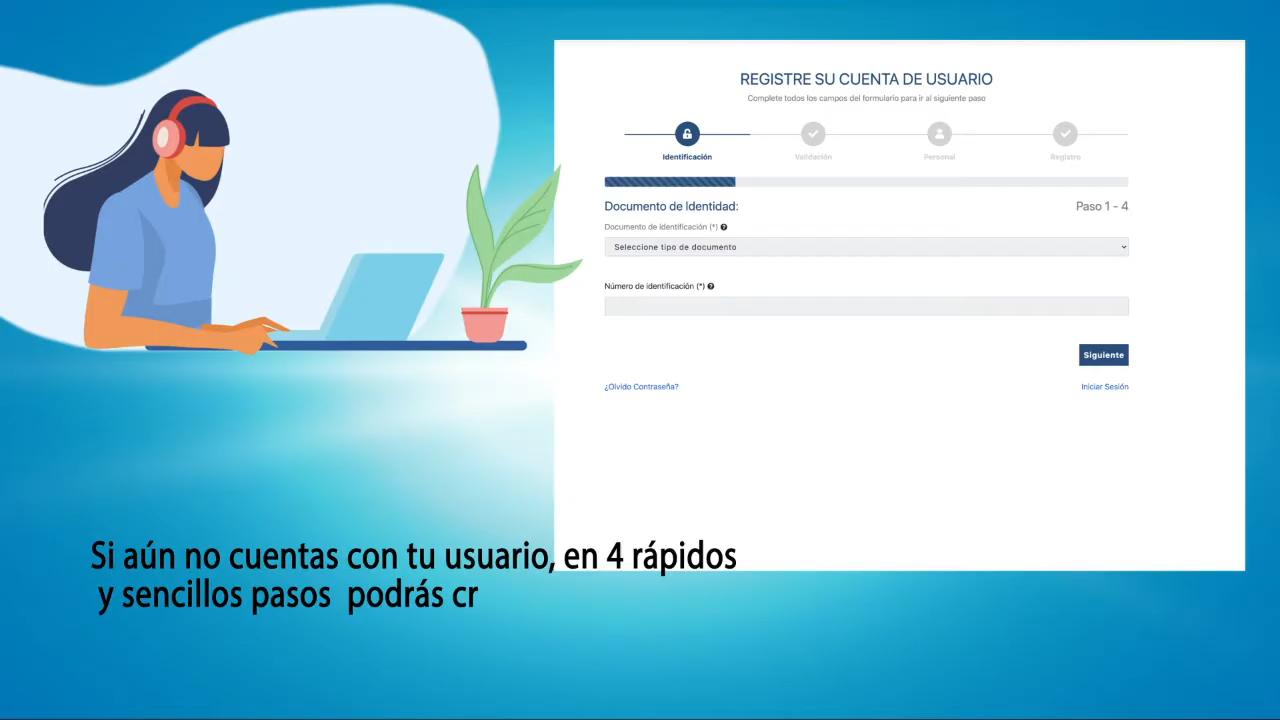 REGISTRE SU CUENTA DE USUARIO
Complete todos los campos del formulario para ir al siguiente paso
Identificación
Validación
Personal
Registro
Documento de Identidad:
Paso 1 - 4
Documento de identificación (*)
Seleccione tipo de documento
Número de identificación (*)
Siguiente
¿Olvido Contraseña?
Iniciar Sesión
Si aún no cuentas con tu usuario, en 4 rápidos
y sencillos pasos podrás cr